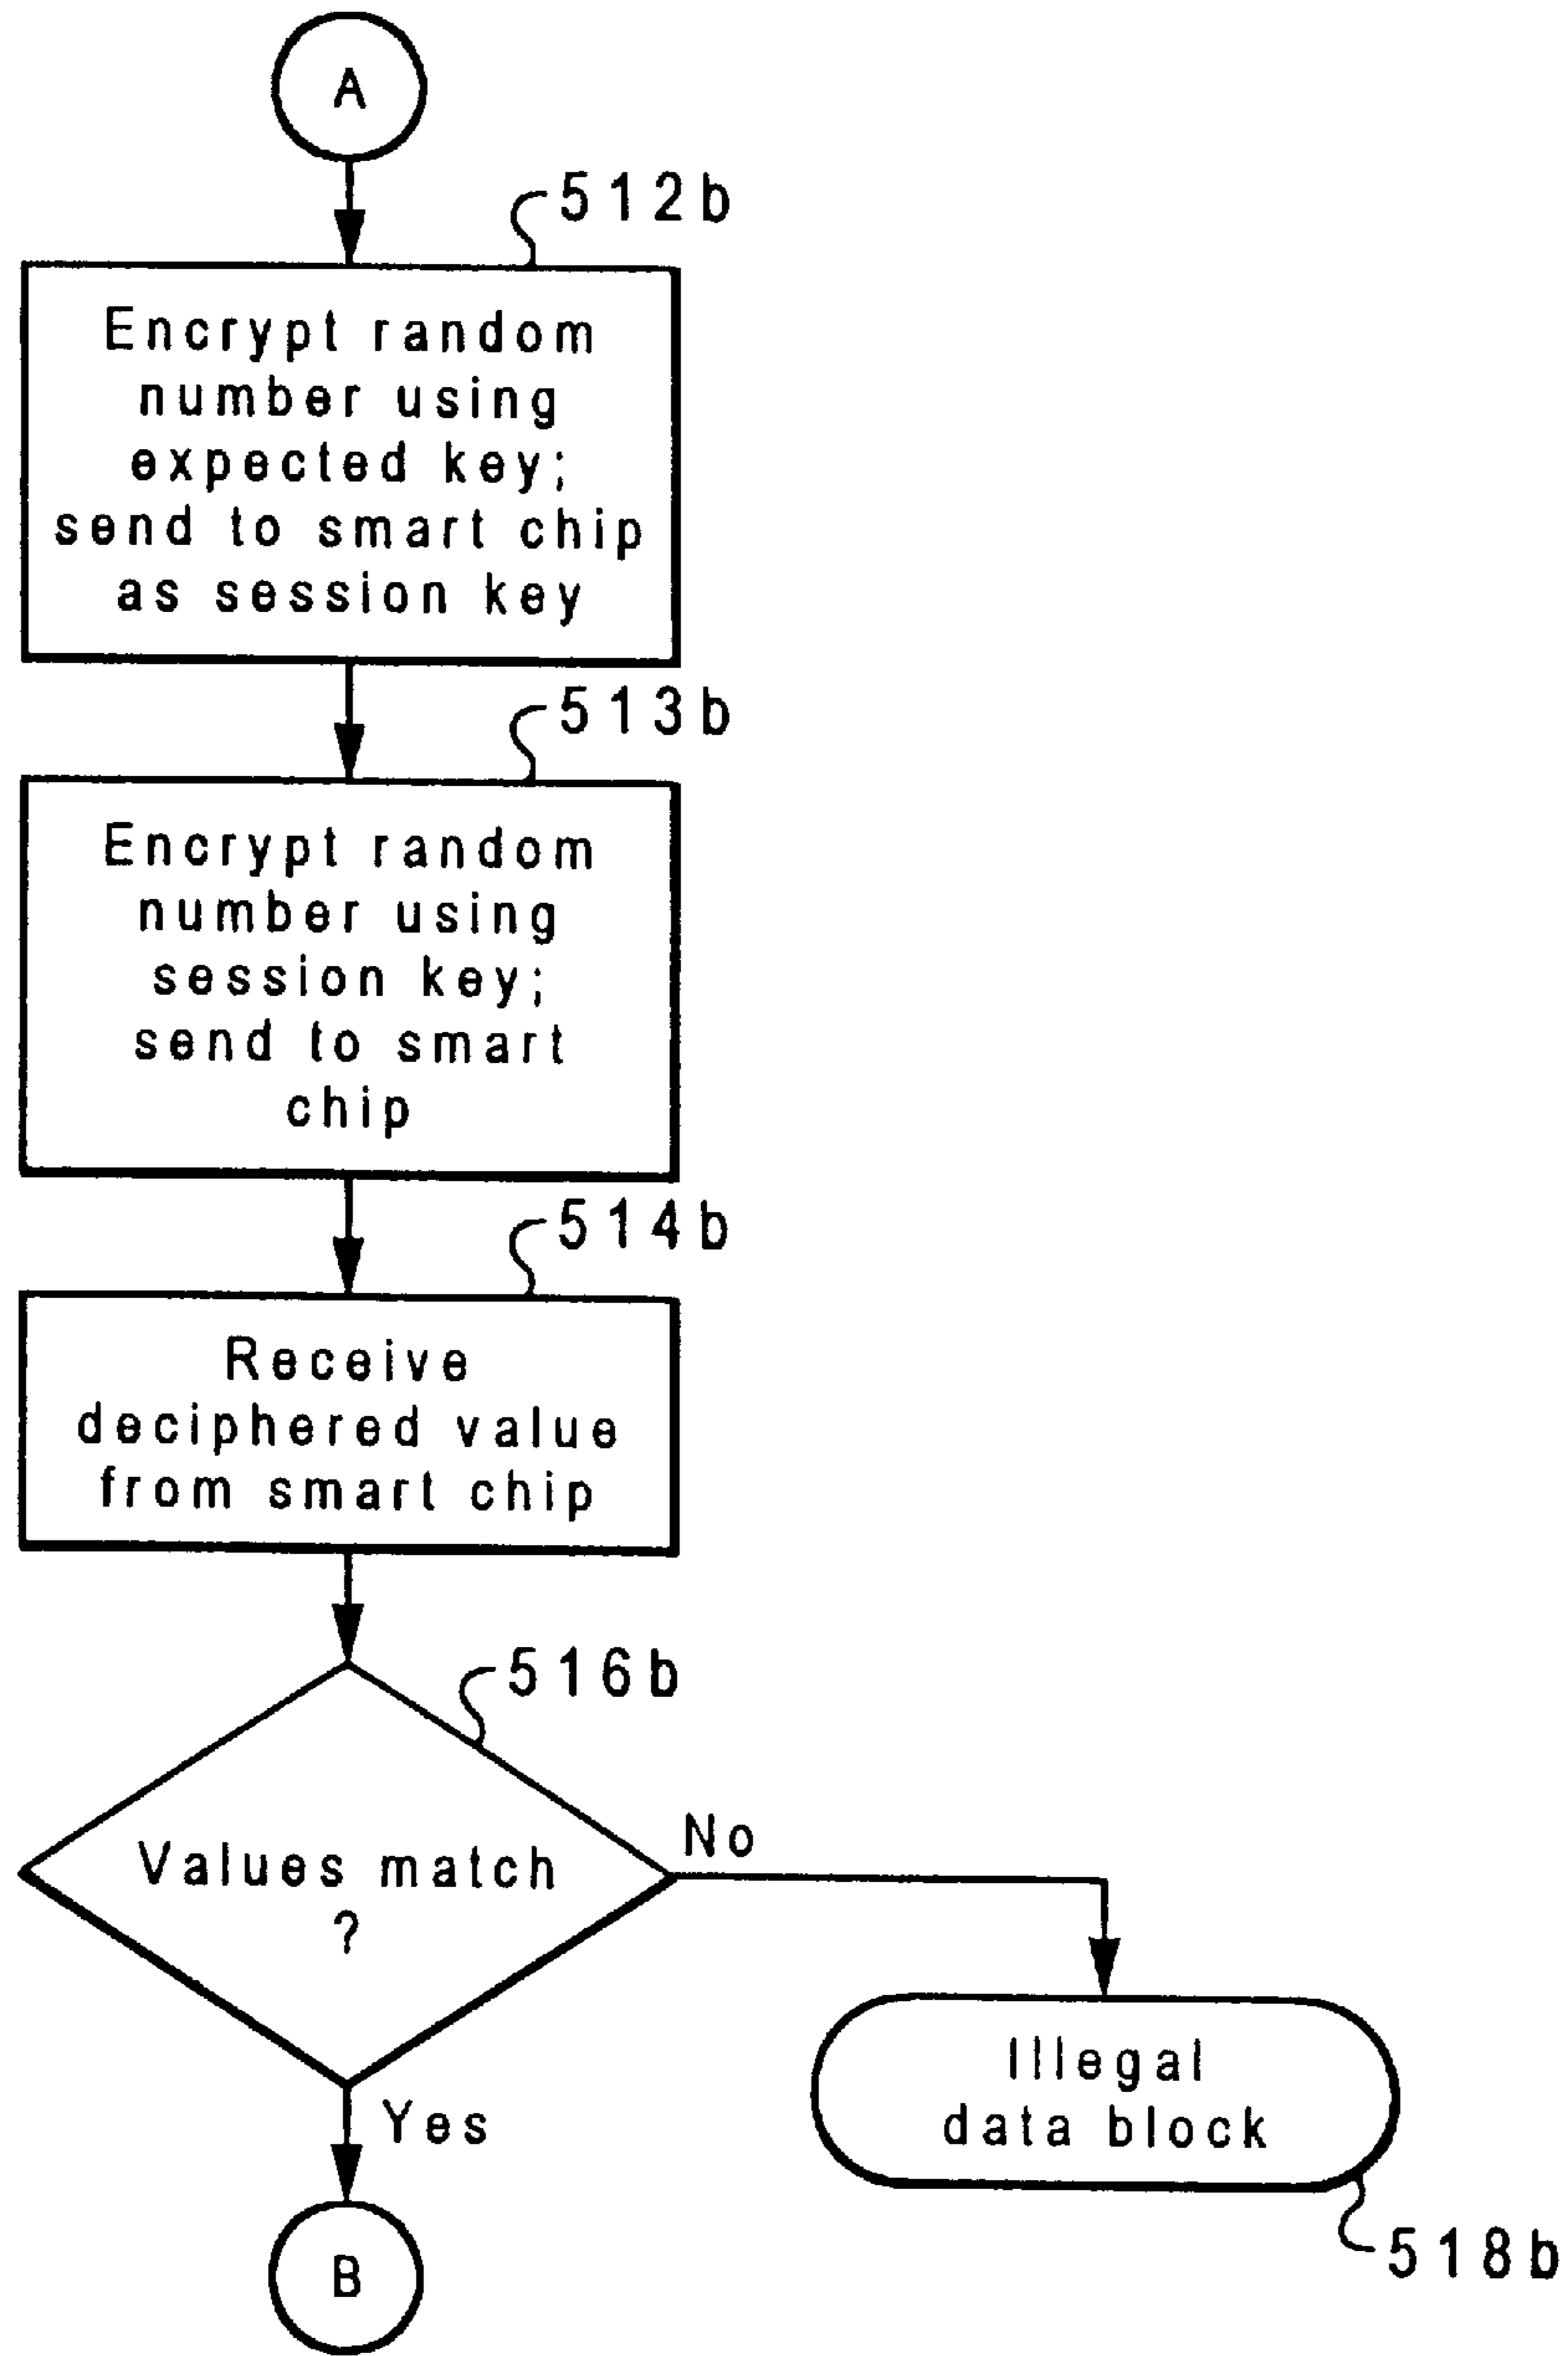 A
512b
Encrypt random
number using
expected key;
send to smart chip
as session key
513b
Encrypt random
number using
session key;
send to smart
chip
514b
Receive
deciphered value
from smart chip
516b
Values match
?
No
Illegal
data block
518b
Yes
B